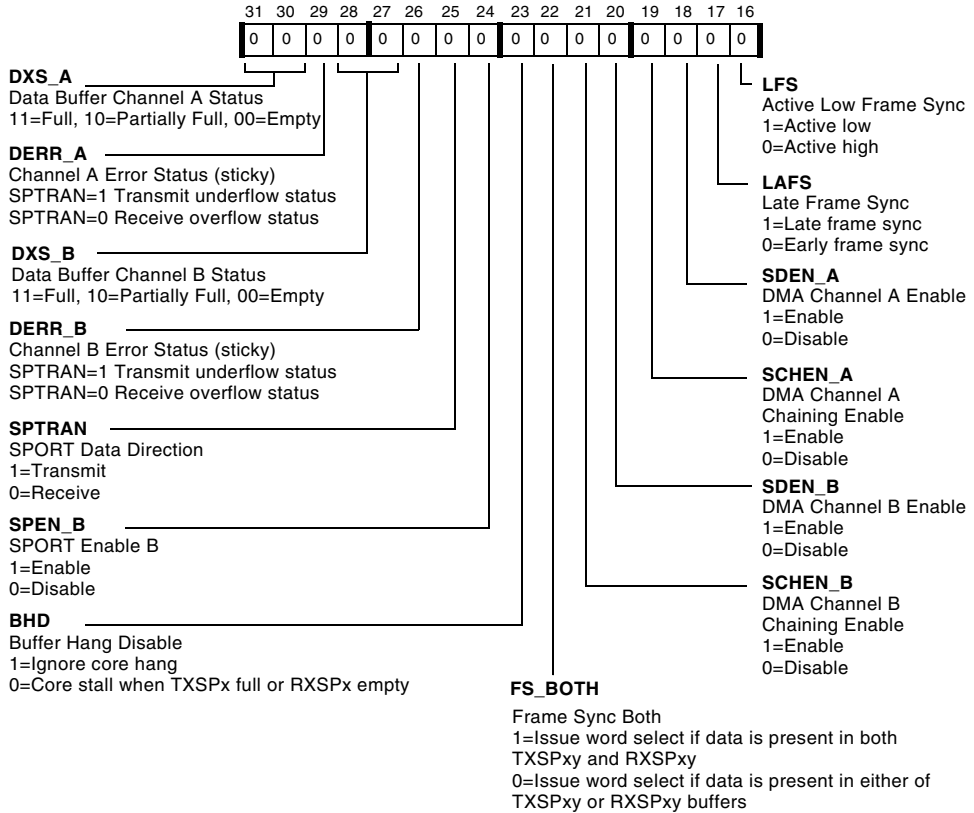 31 30 29 28 27 26 25 24 23 22 21 20 19 18 17 16
0 0 0 0 0 0 0 0 0 0 0 0 0 0 0 0
DXS_A
Data Buffer Channel A Status
11=Full, 10=Partially Full, 00=Empty
DERR_A
Channel A Error Status (sticky)
SPTRAN=1 Transmit underflow status
SPTRAN=0 Receive overflow status
DXS_B
Data Buffer Channel B Status
11=Full, 10=Partially Full, 00=Empty
DERR_B
Channel B Error Status (sticky)
SPTRAN=1 Transmit underflow status
SPTRAN=0 Receive overflow status
SPTRAN
SPORT Data Direction
1=Transmit
0=Receive
SPEN_B
SPORT Enable B
1=Enable
0=Disable
BHD
Buffer Hang Disable
1=Ignore core hang
0=Core stall when TXSPx full or RXSPx empty
LFS
Active Low Frame Sync
1=Active low
0=Active high
LAFS
Late Frame Sync
1=Late frame sync
0=Early frame sync
SDEN_A
DMA Channel A Enable
1=Enable
0=Disable
SCHEN_A
DMA Channel A
Chaining Enable
1=Enable
0=Disable
SDEN_B
DMA Channel B Enable
1=Enable
0=Disable
SCHEN_B
DMA Channel B
Chaining Enable
1=Enable
0=Disable
FS_BOTH
Frame Sync Both
1=Issue word select if data is present in both
TXSPxy and RXSPxy
0=Issue word select if data is present in either of
TXSPxy or RXSPxy buffers